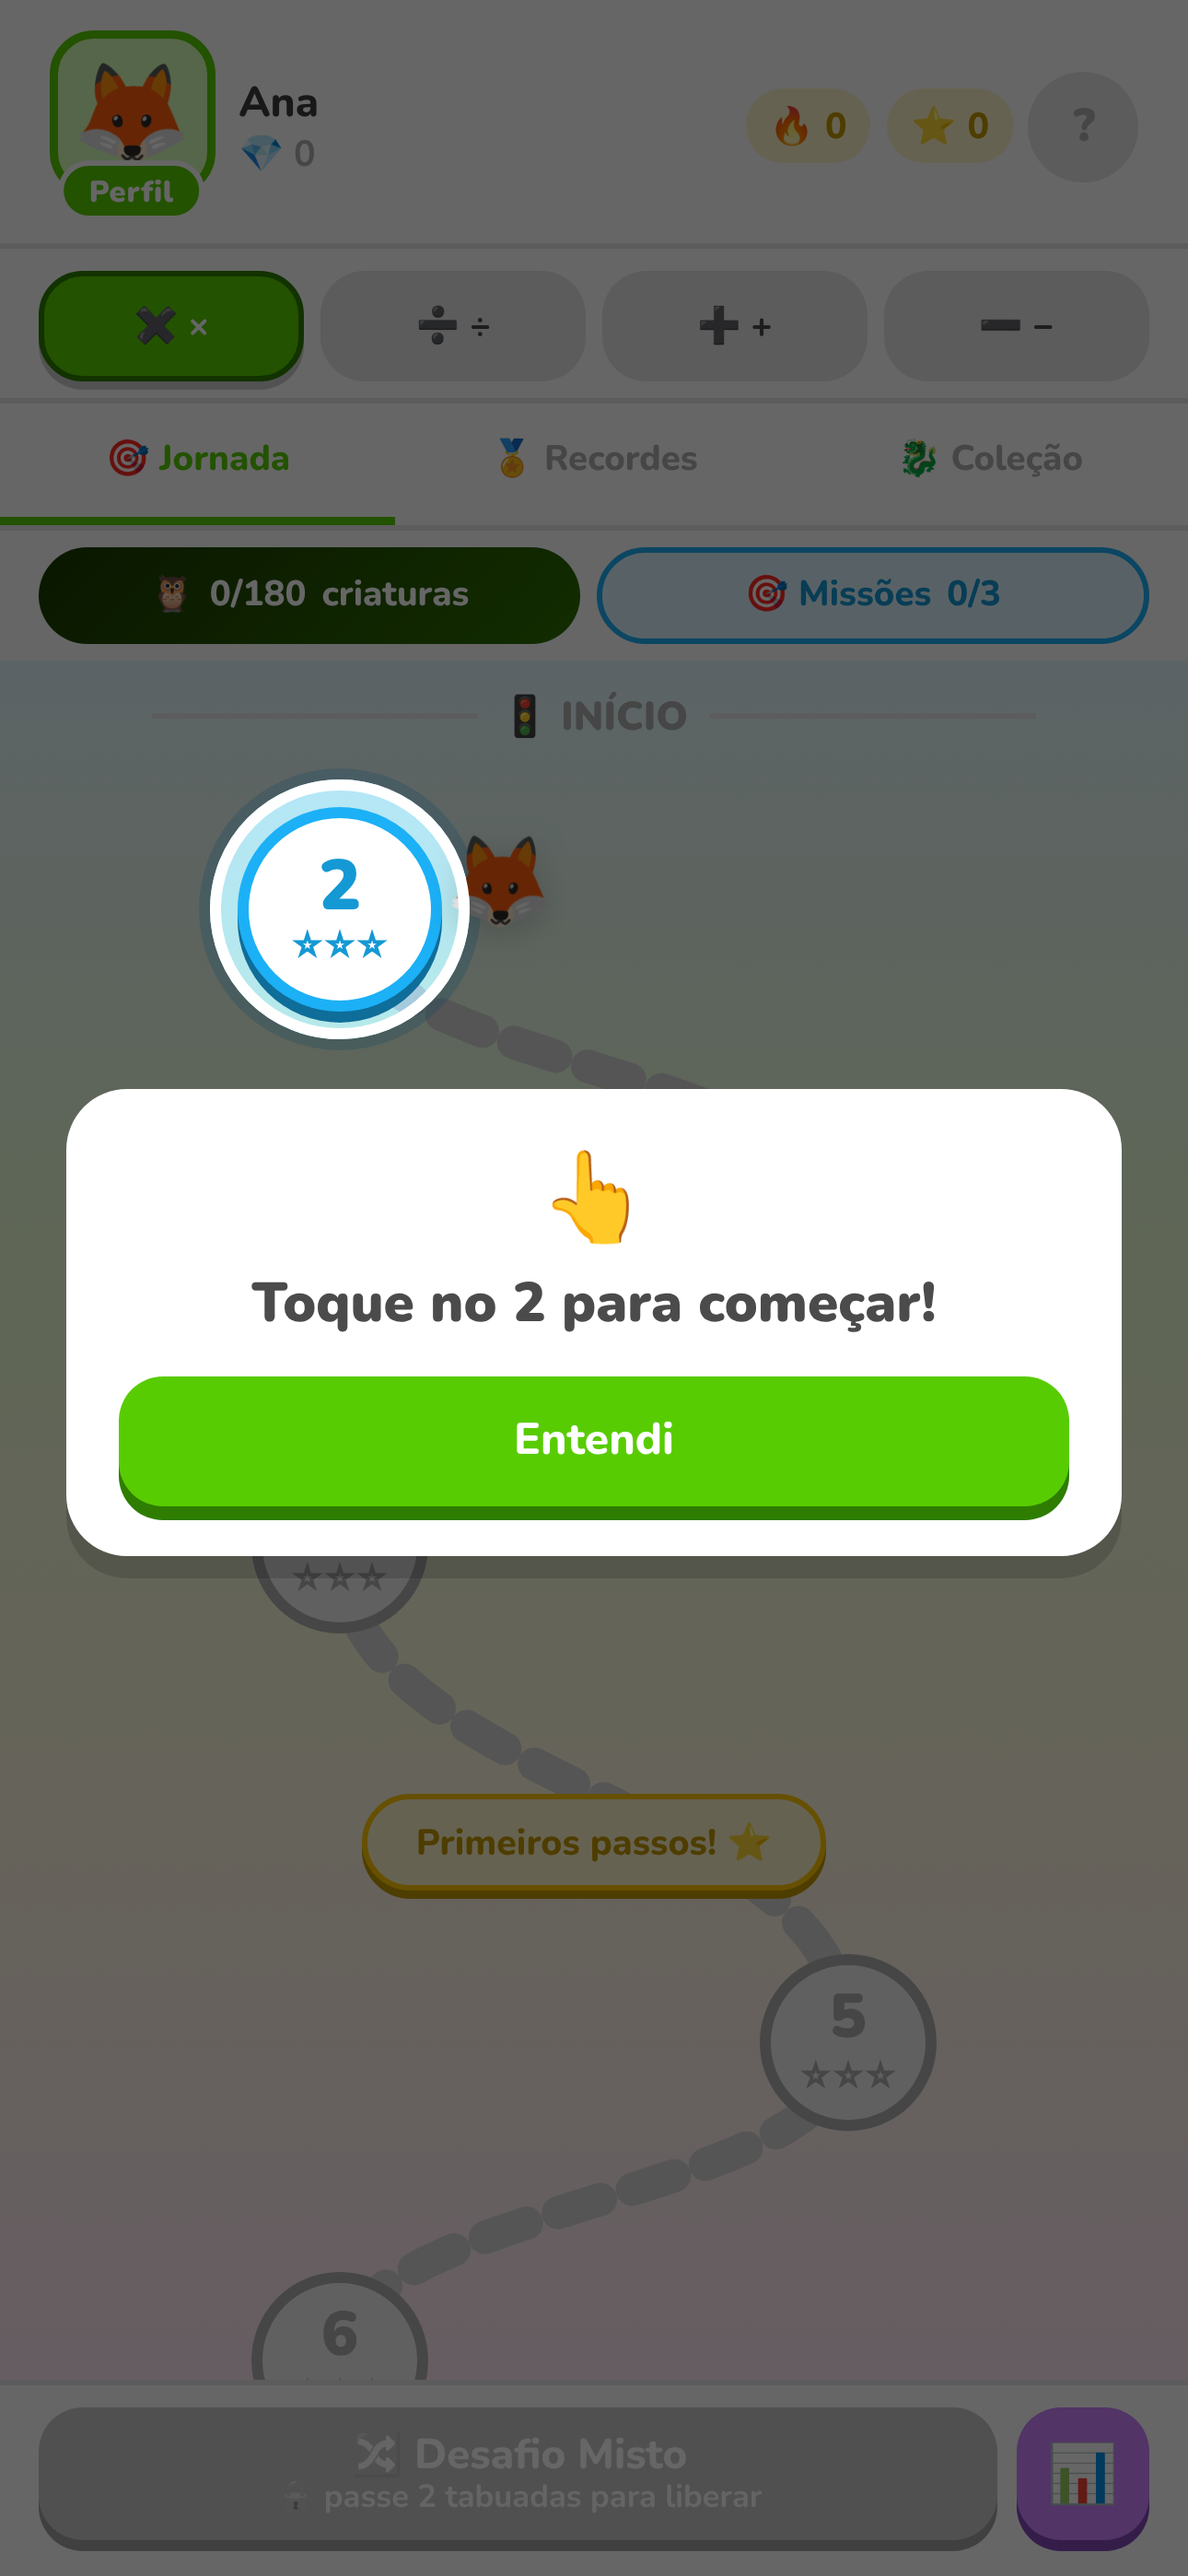 Ana
0
0
0
?
Perfil
×
÷
+
−
Jornada
Recordes
Coleção
0/180 criaturas
Missões 0/3
INÍCIO
2
Toque no 2 para começar!
Entendi
Primeiros passos!
5
6
Desafio Misto
passe 2 tabuadas para liberar